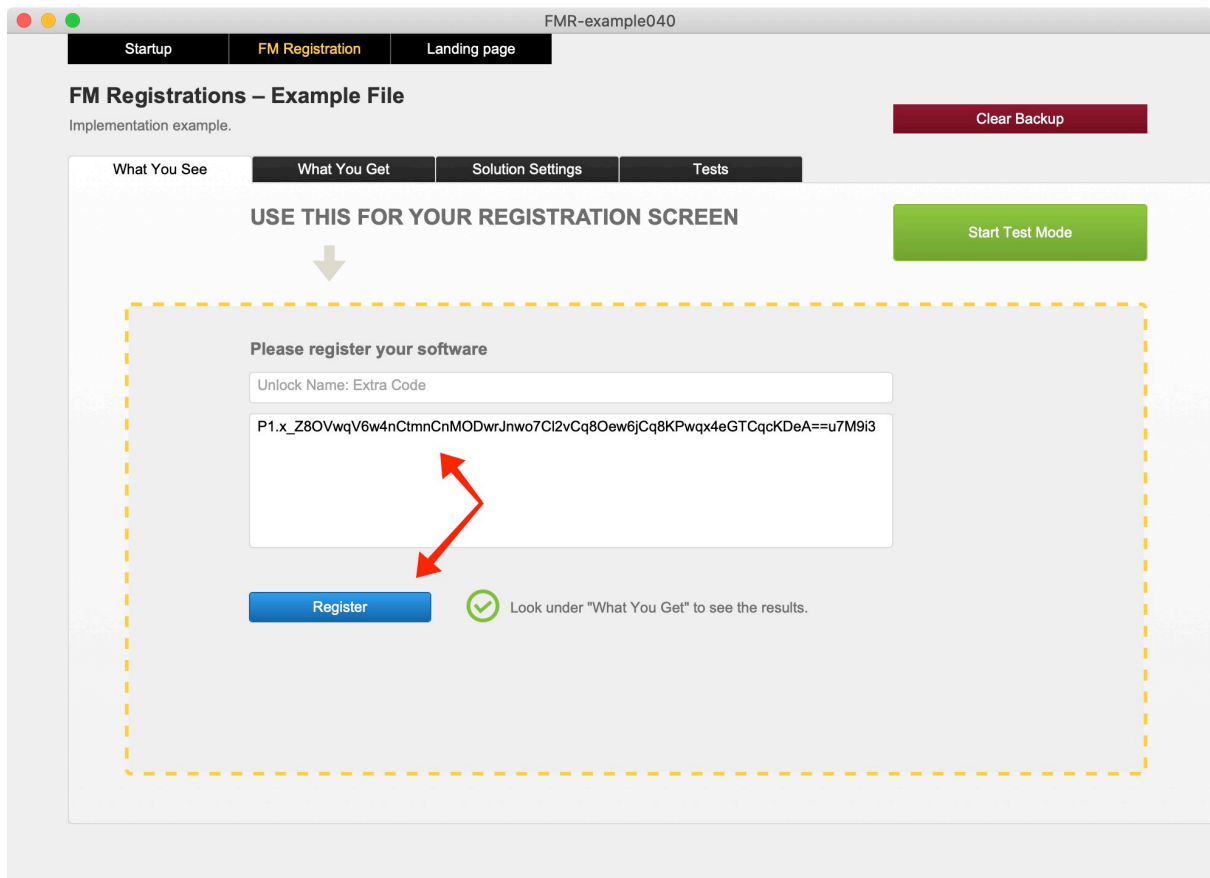 FMR-example040
Startup
FM Registration
Landing page
FM Registrations – Example File
Implementation example.
Clear Backup
What You See
What You Get
Solution Settings
Tests
USE THIS FOR YOUR REGISTRATION SCREEN
Start Test Mode
Please register your software
Unlock Name: Extra Code
P1.x_Z8OVwqV6w4nCtmnCnMODwrJnwo7Cl2vCq8Oew6jCq8KPwqx4eGTCqcKDeA==u7M9i3
Register
Look under "What You Get" to see the results.